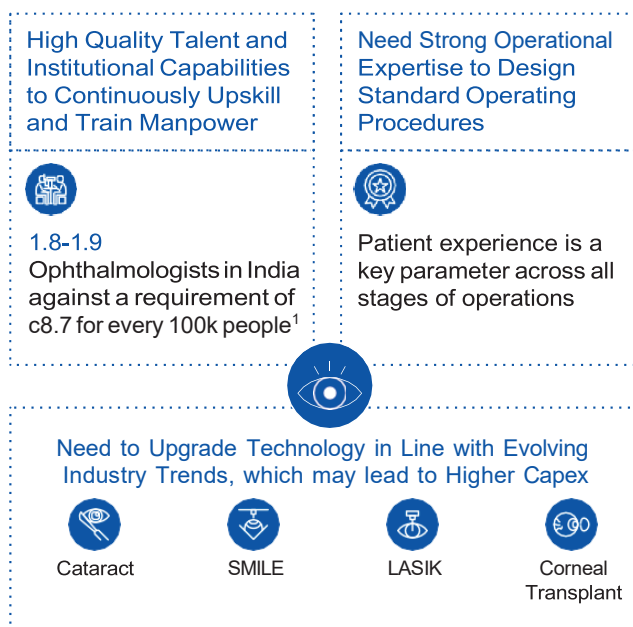 High Quality Talent and
Institutional Capabilities
to Continuously Upskill
and Train Manpower
1.8-1.9
Ophthalmologists in India
against a requirement of
c8.7 for every 100k people¹
Need Strong Operational
Expertise to Design
Standard Operating
Procedures
Patient experience is a
key parameter across all
stages of operations
Need to Upgrade Technology in Line with Evolving
Industry Trends, which may lead to Higher Capex
Cataract
SMILE
LASIK
Corneal
Transplant